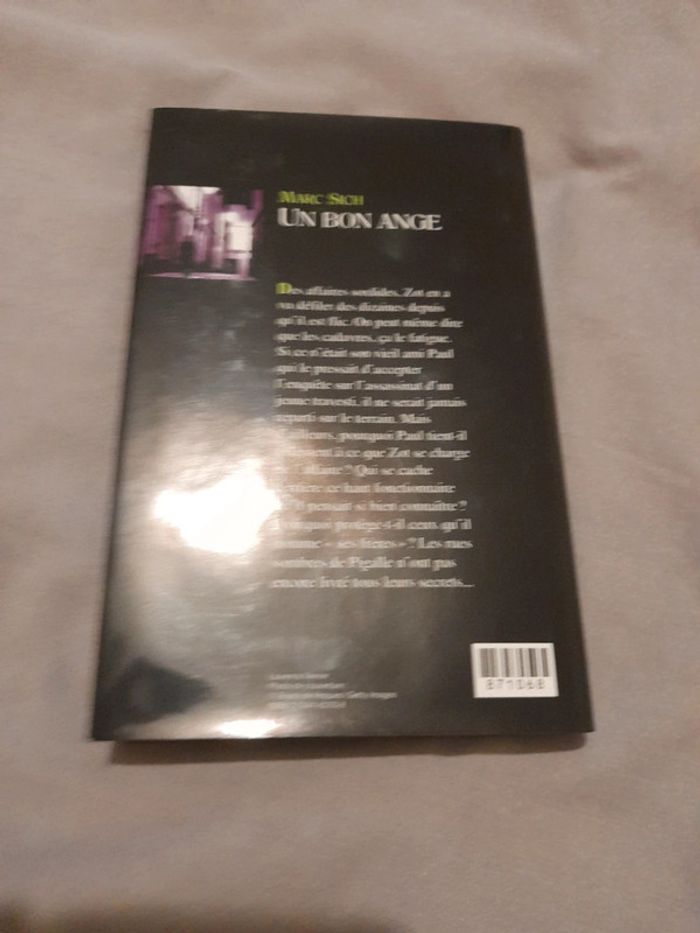 MARC SICH
UN BON ANGE
Des affaires sordides, Zot en a
vu défiler des dizaines depuis
qu'il est flic. On peut même dire
que les cadavres, ça le fatigue.
Si ce n'était son vieil ami Paul
qui le pressait d'accepter
l'enquête sur l'assassinat d'un
jeune travesti, il ne serait jamais
reparti sur le terrain. Mais
pourquoi Paul tient-il
à ce que Zot se charge
? Qui se cache
derrière ce haut fonctionnaire
pensait si bien connaître ?
Pourquoi protège-t-il ceux qu'il
nomme « ses frères » ? Les rues
sombres de Pigalle n'ont pas
encore livré tous leurs secrets...
871068